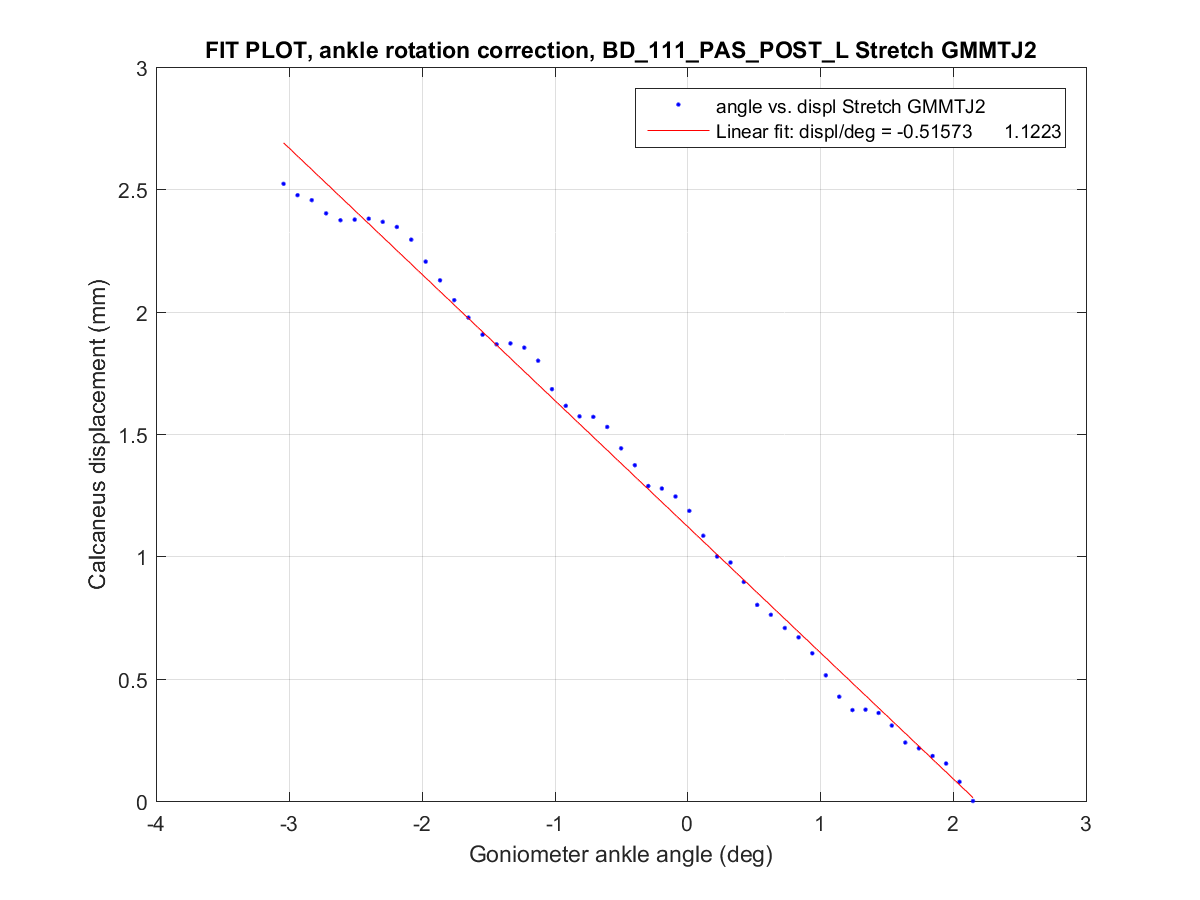 FIT PLOT, ankle rotation correction, BD_111_PAS_POST_L Stretch GMMTJ2
angle vs. displ Stretch GMMTJ2
Linear fit: displ/deg = -0.51573 1.1223
Calcaneus displacement (mm)
3
2.5
2
1.5
1
0.5
0
-4 -3 -2 -1 0 1 2 3
Goniometer ankle angle (deg)